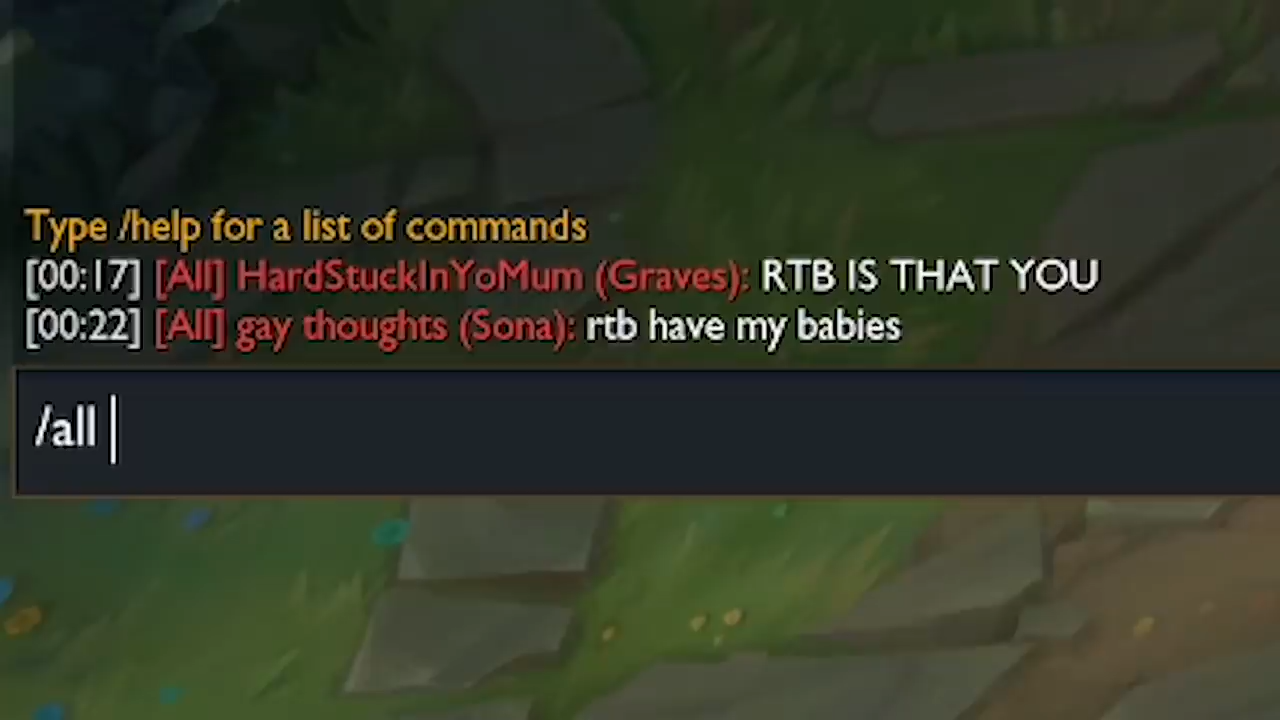 Type /help for a list of commands
[00:17] [All] HardStuckInYoMum (Graves): RTB IS THAT YOU
[00:22] [All] gay thoughts (Sona): rtb have my babies
/all